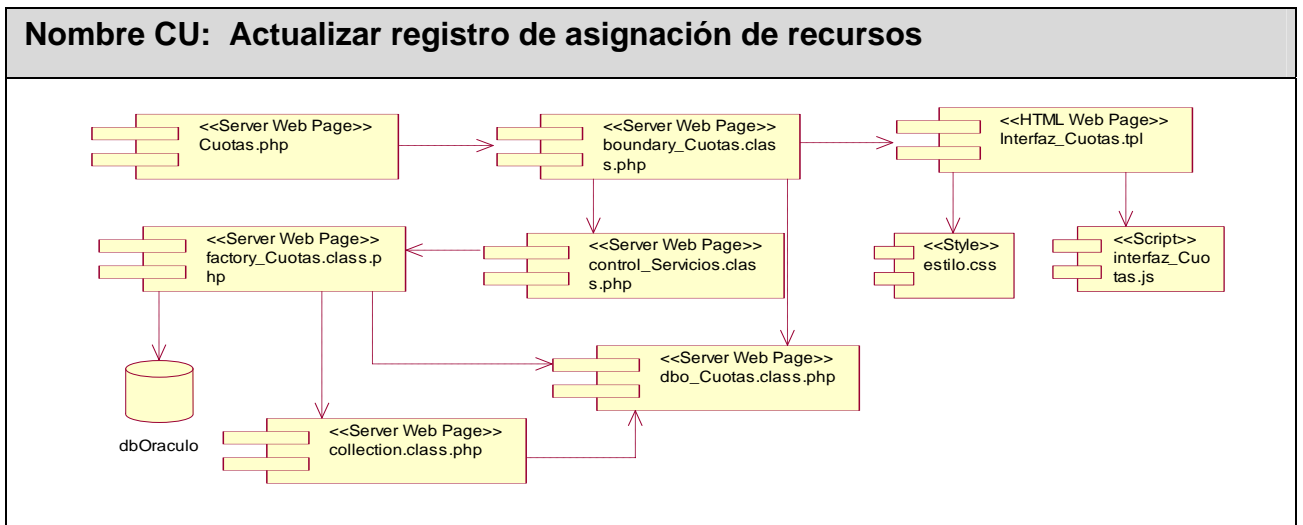 Nombre CU: Actualizar registro de asignación de recursos
<<Server Web Page>>
Cuotas.php
<<Server Web Page>>
boundary_Cuotas.clas
s.php
<<HTML Web Page>>
Interfaz_Cuotas.tpl
<<Server Web Page>>
factory_Cuotas.class.p
hp
<<Server Web Page>>
control_Servicios.clas
s.php
<<Style>>
estilo.css
<<Script>>
interfaz_Cuo
tas.js
<<Server Web Page>>
dbo_Cuotas.class.php
dbOraculo
<<Server Web Page>>
collection.class.php